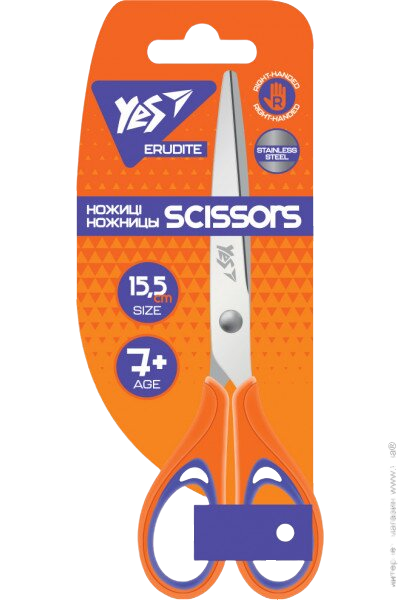 YES
ERUDITE
RIGHT-HANDED
R
RIGHT-HANDED
STAINLESS
STEEL
НОЖИЦІ
НОЖНИЦЫ
SCISSORS
YES
15,5
cm
SIZE
7+
AGE